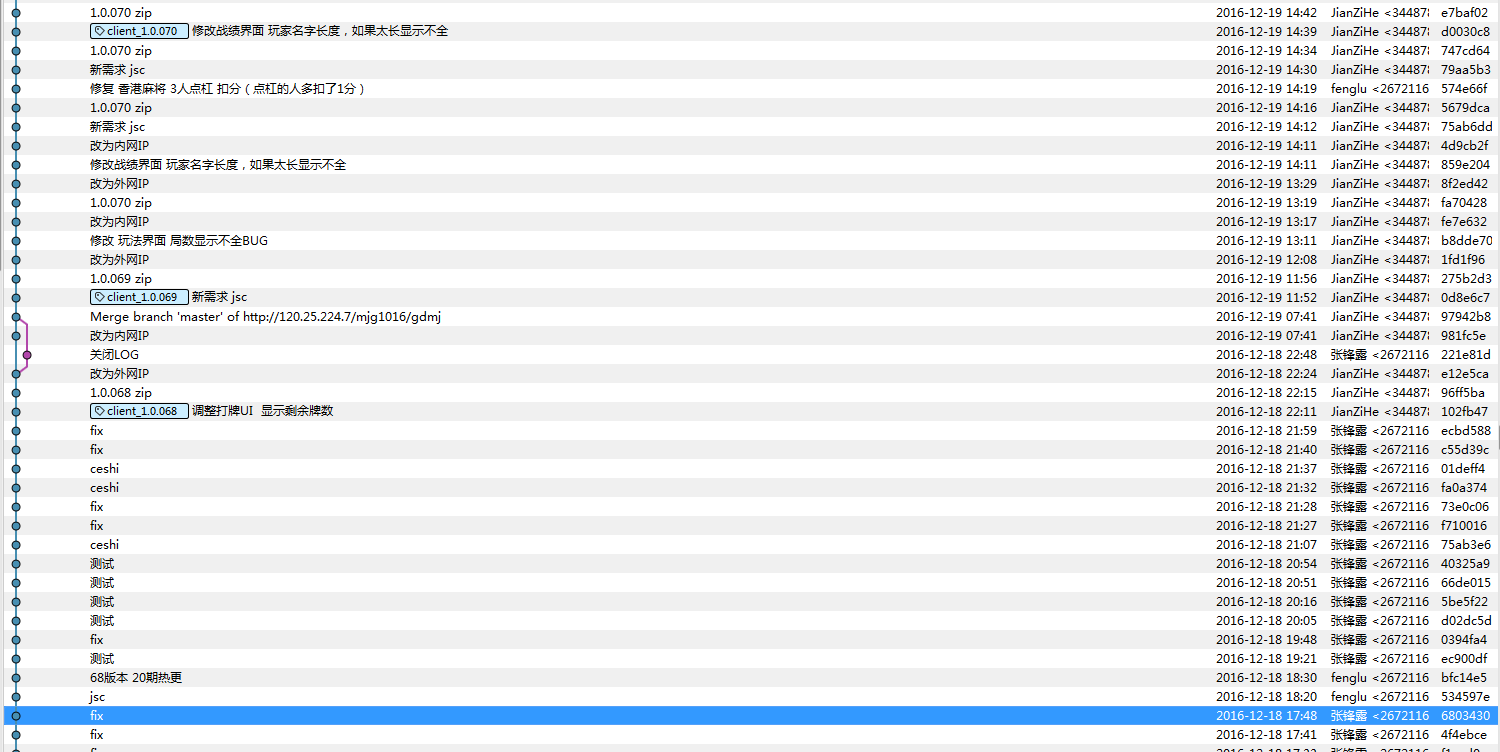 1.0.070 zip 2016-12-19 14:42 JianZiHe <34487 e7baf02
client_1.0.070 修改战绩界面 玩家名字长度，如果太长显示不全 2016-12-19 14:39 JianZiHe <34487 d0030c8
1.0.070 zip 2016-12-19 14:34 JianZiHe <34487 747cd64
新需求 jsc 2016-12-19 14:30 JianZiHe <34487 79aa5b3
修复 香港麻将 3人点杠 扣分（点杠的人多扣了1分） 2016-12-19 14:19 fenglu <2672116 574e66f
1.0.070 zip 2016-12-19 14:16 JianZiHe <34487 5679dca
新需求 jsc 2016-12-19 14:12 JianZiHe <34487 75ab6dd
改为内网IP 2016-12-19 14:11 JianZiHe <34487 4d9cb2f
修改战绩界面 玩家名字长度，如果太长显示不全 2016-12-19 14:11 JianZiHe <34487 859e204
改为外网IP 2016-12-19 13:29 JianZiHe <34487 8f2ed42
1.0.070 zip 2016-12-19 13:19 JianZiHe <34487 fa70428
改为内网IP 2016-12-19 13:17 JianZiHe <34487 fe7e632
修改 玩法界面 局数显示不全BUG 2016-12-19 13:11 JianZiHe <34487 b8dde70
改为外网IP 2016-12-19 12:08 JianZiHe <34487 1fd1f96
1.0.069 zip 2016-12-19 11:56 JianZiHe <34487 275b2d3
client_1.0.069 新需求 jsc 2016-12-19 11:52 JianZiHe <34487 0d8e6c7
Merge branch 'master' of http://120.25.224.7/mjg1016/gdmj 2016-12-19 07:41 JianZiHe <34487 97942b8
改为内网IP 2016-12-19 07:41 JianZiHe <34487 981fc5e
关闭LOG 2016-12-18 22:48 张锋露 <2672116 221e81d
改为外网IP 2016-12-18 22:24 JianZiHe <34487 e12e5ca
1.0.068 zip 2016-12-18 22:15 JianZiHe <34487 96ff5ba
client_1.0.068 调整打牌UI 显示剩余牌数 2016-12-18 22:11 JianZiHe <34487 102fb47
fix 2016-12-18 21:59 张锋露 <2672116 ecbd588
fix 2016-12-18 21:40 张锋露 <2672116 c55d39c
ceshi 2016-12-18 21:37 张锋露 <2672116 01deff4
ceshi 2016-12-18 21:32 张锋露 <2672116 fa0a374
fix 2016-12-18 21:28 张锋露 <2672116 73e0c06
fix 2016-12-18 21:27 张锋露 <2672116 f710016
ceshi 2016-12-18 21:07 张锋露 <2672116 75ab3e6
测试 2016-12-18 20:54 张锋露 <2672116 40325a9
测试 2016-12-18 20:51 张锋露 <2672116 66de015
测试 2016-12-18 20:16 张锋露 <2672116 5be5f22
测试 2016-12-18 20:05 张锋露 <2672116 d02dc5d
fix 2016-12-18 19:48 张锋露 <2672116 0394fa4
测试 2016-12-18 19:21 张锋露 <2672116 ec900df
68版本 20期热更 2016-12-18 18:30 fenglu <2672116 bfc14e5
jsc 2016-12-18 18:20 fenglu <2672116 534597e
fix 2016-12-18 17:48 张锋露 <2672116 6803430
fix 2016-12-18 17:41 张锋露 <2672116 4f4ebce